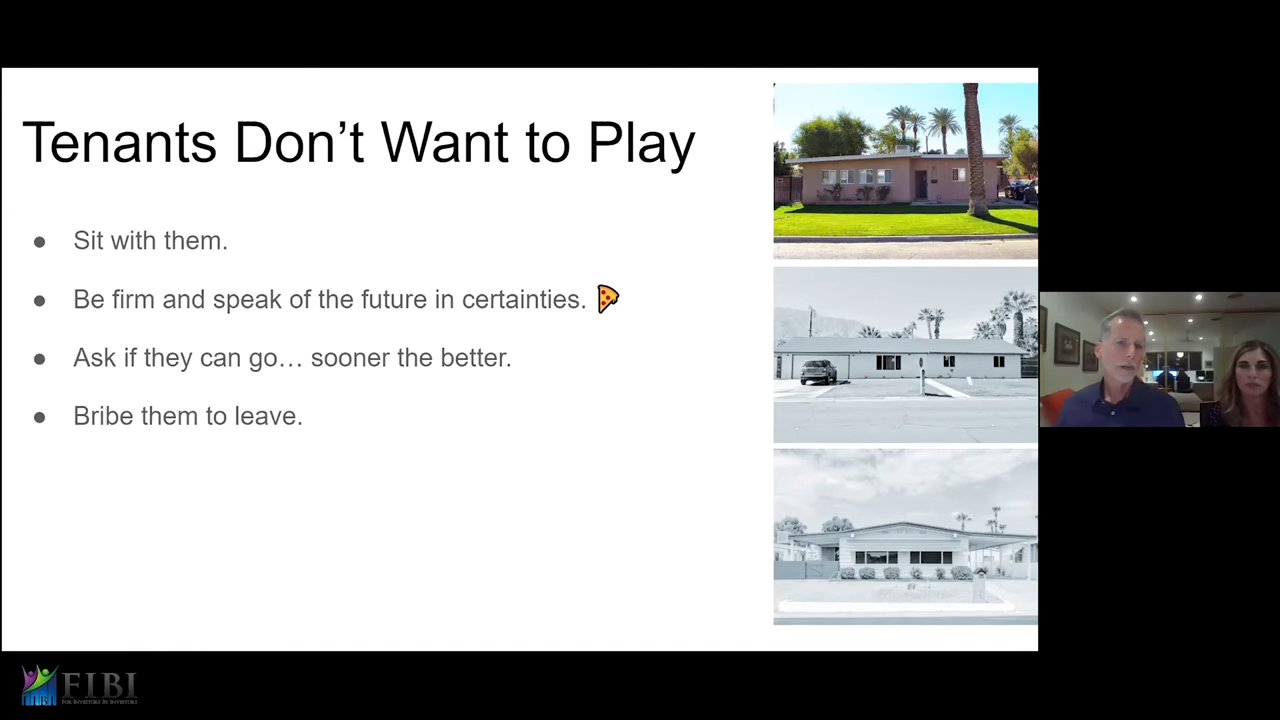 Tenants Don’t Want to Play
● Sit with them.
● Be firm and speak of the future in certainties. 🍕
● Ask if they can go… sooner the better.
● Bribe them to leave.
FIBI
FOR INVESTORS BY INVESTORS